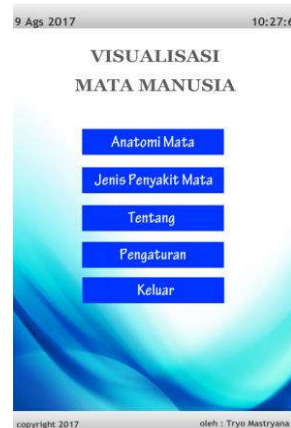 9 Ags 2017 10:27:6
VISUALISASI
MATA MANUSIA
Anatomi Mata
Jenis Penyakit Mata
Tentang
Pengaturan
Keluar
copyright 2017 oleh : Tryo Mastryana